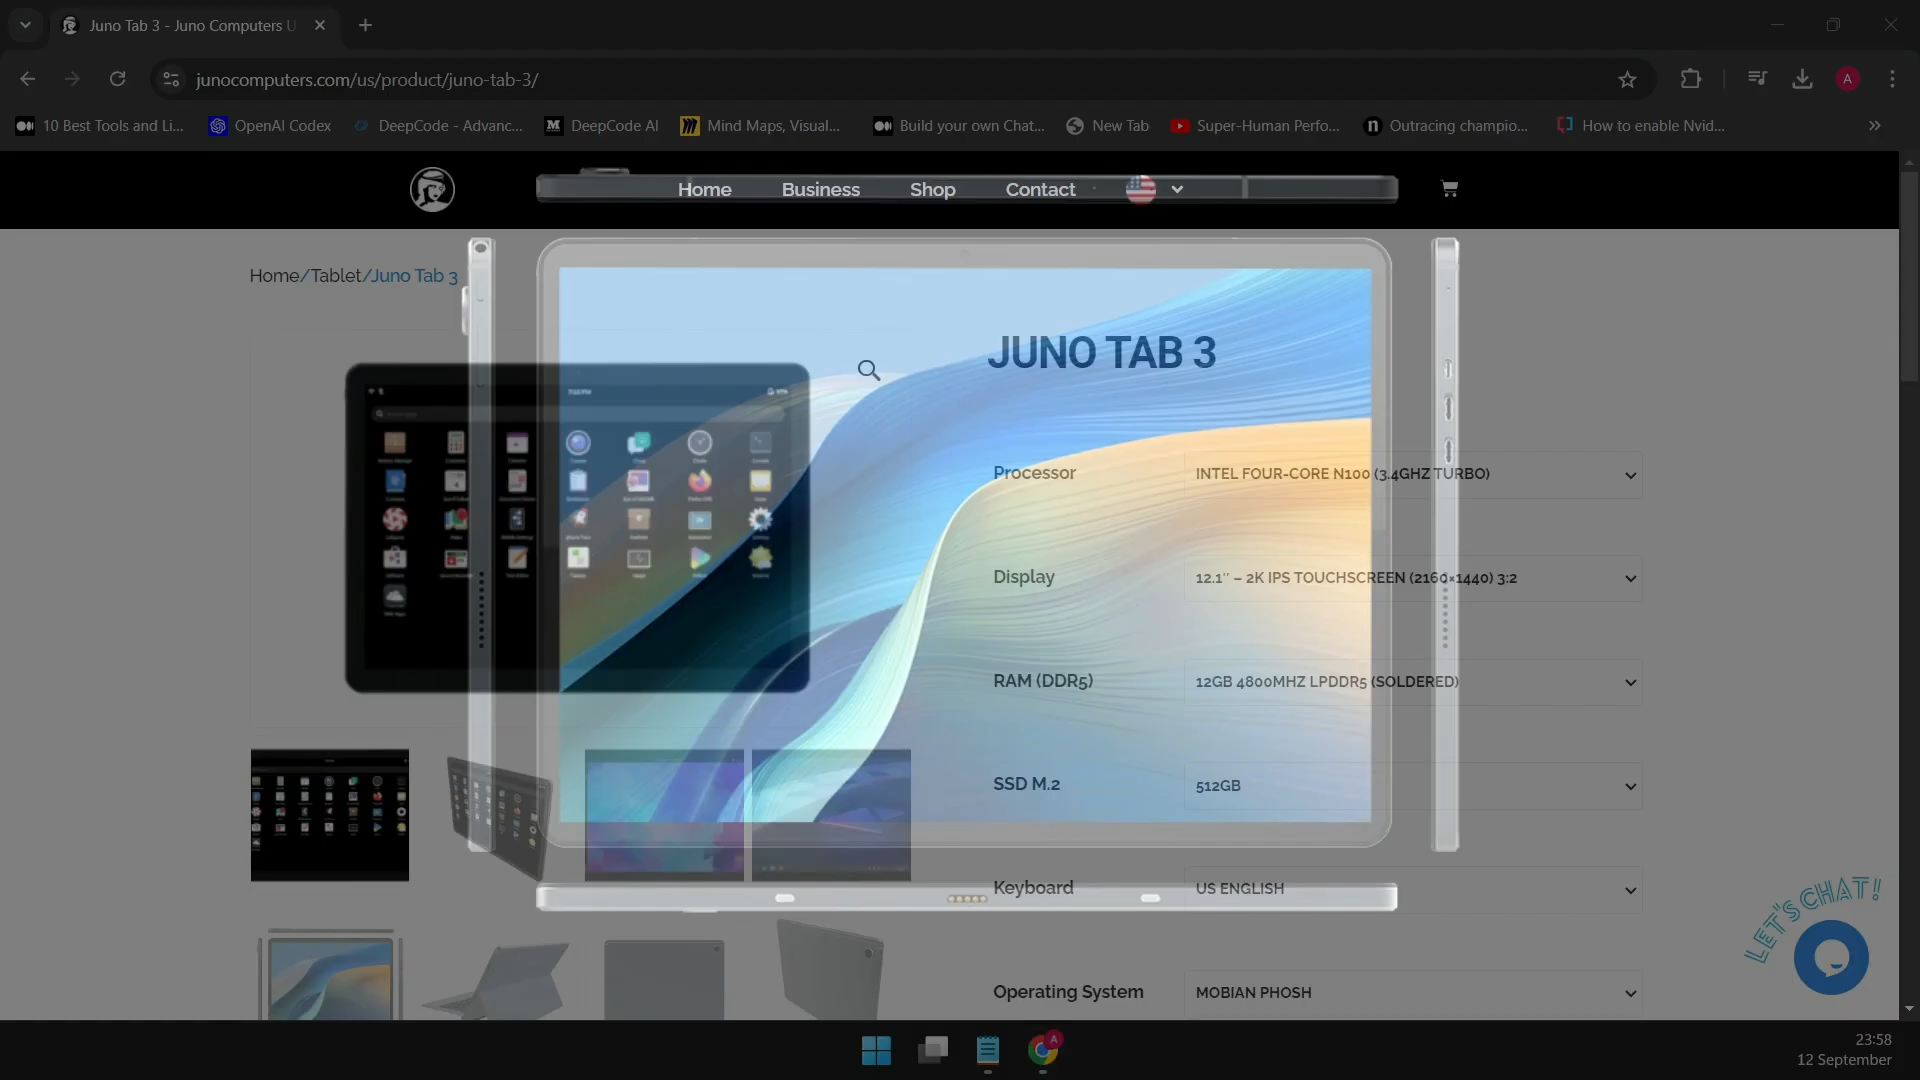 Juno Tab 3 - Juno Computers U
junocomputers.com/us/product/juno-tab-3/
A
10 Best Tools and Li...
OpenAI Codex
DeepCode - Advanc...
DeepCode AI
Mind Maps, Visual...
Build your own Chat...
New Tab
Super-Human Perfo...
Outracing champio...
How to enable Nvid...
Home
Business
Shop
Contact
Home/Tablet/Juno Tab 3
JUNO TAB 3
Processor
INTEL FOUR-CORE N100 (3.4GHZ TURBO)
Display
12.1″ – 2K IPS TOUCHSCREEN (2160×1440) 3:2
RAM (DDR5)
12GB 4800MHZ LPDDR5 (SOLDERED)
SSD M.2
512GB
Keyboard
US ENGLISH
LET'S CHAT!
Operating System
MOBIAN PHOSH
A
23:58
12 September